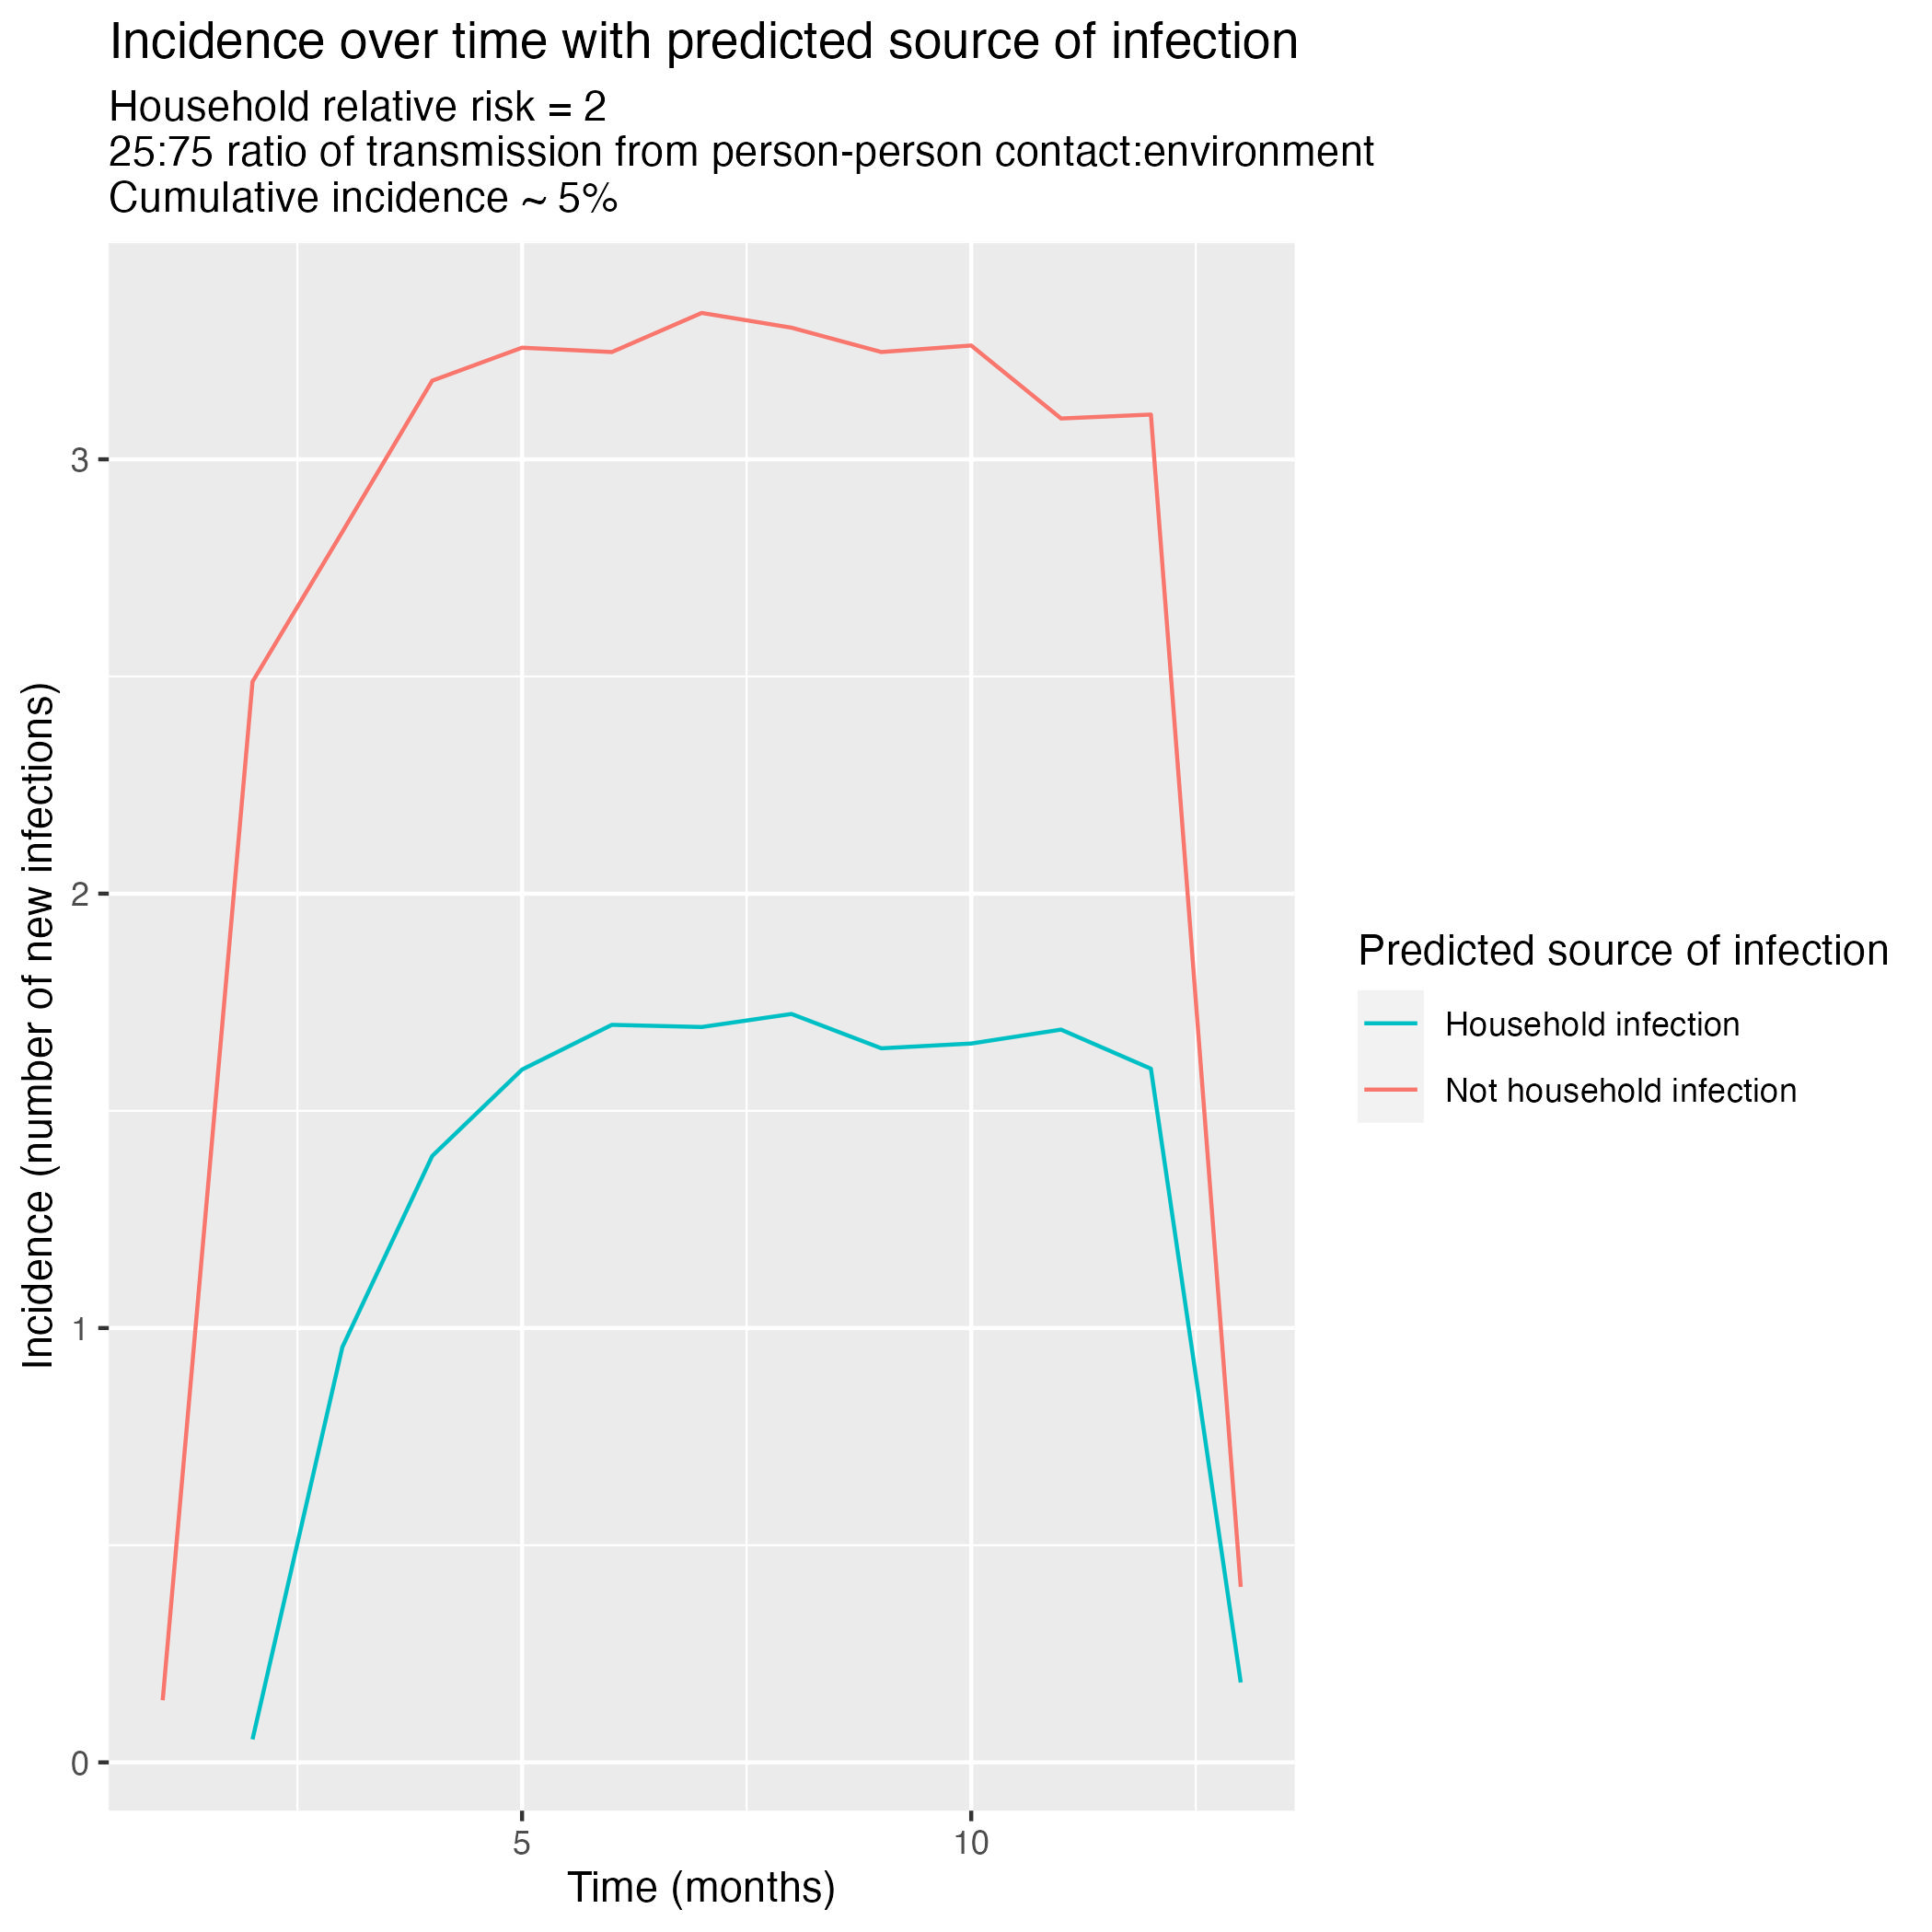 Incidence over time with predicted source of infection
Household relative risk = 2
25:75 ratio of transmission from person-person contact:environment
Cumulative incidence ~ 5%
Incidence (number of new infections)
3
2
1
0
5
10
Time (months)
Predicted source of infection
Household infection
Not household infection